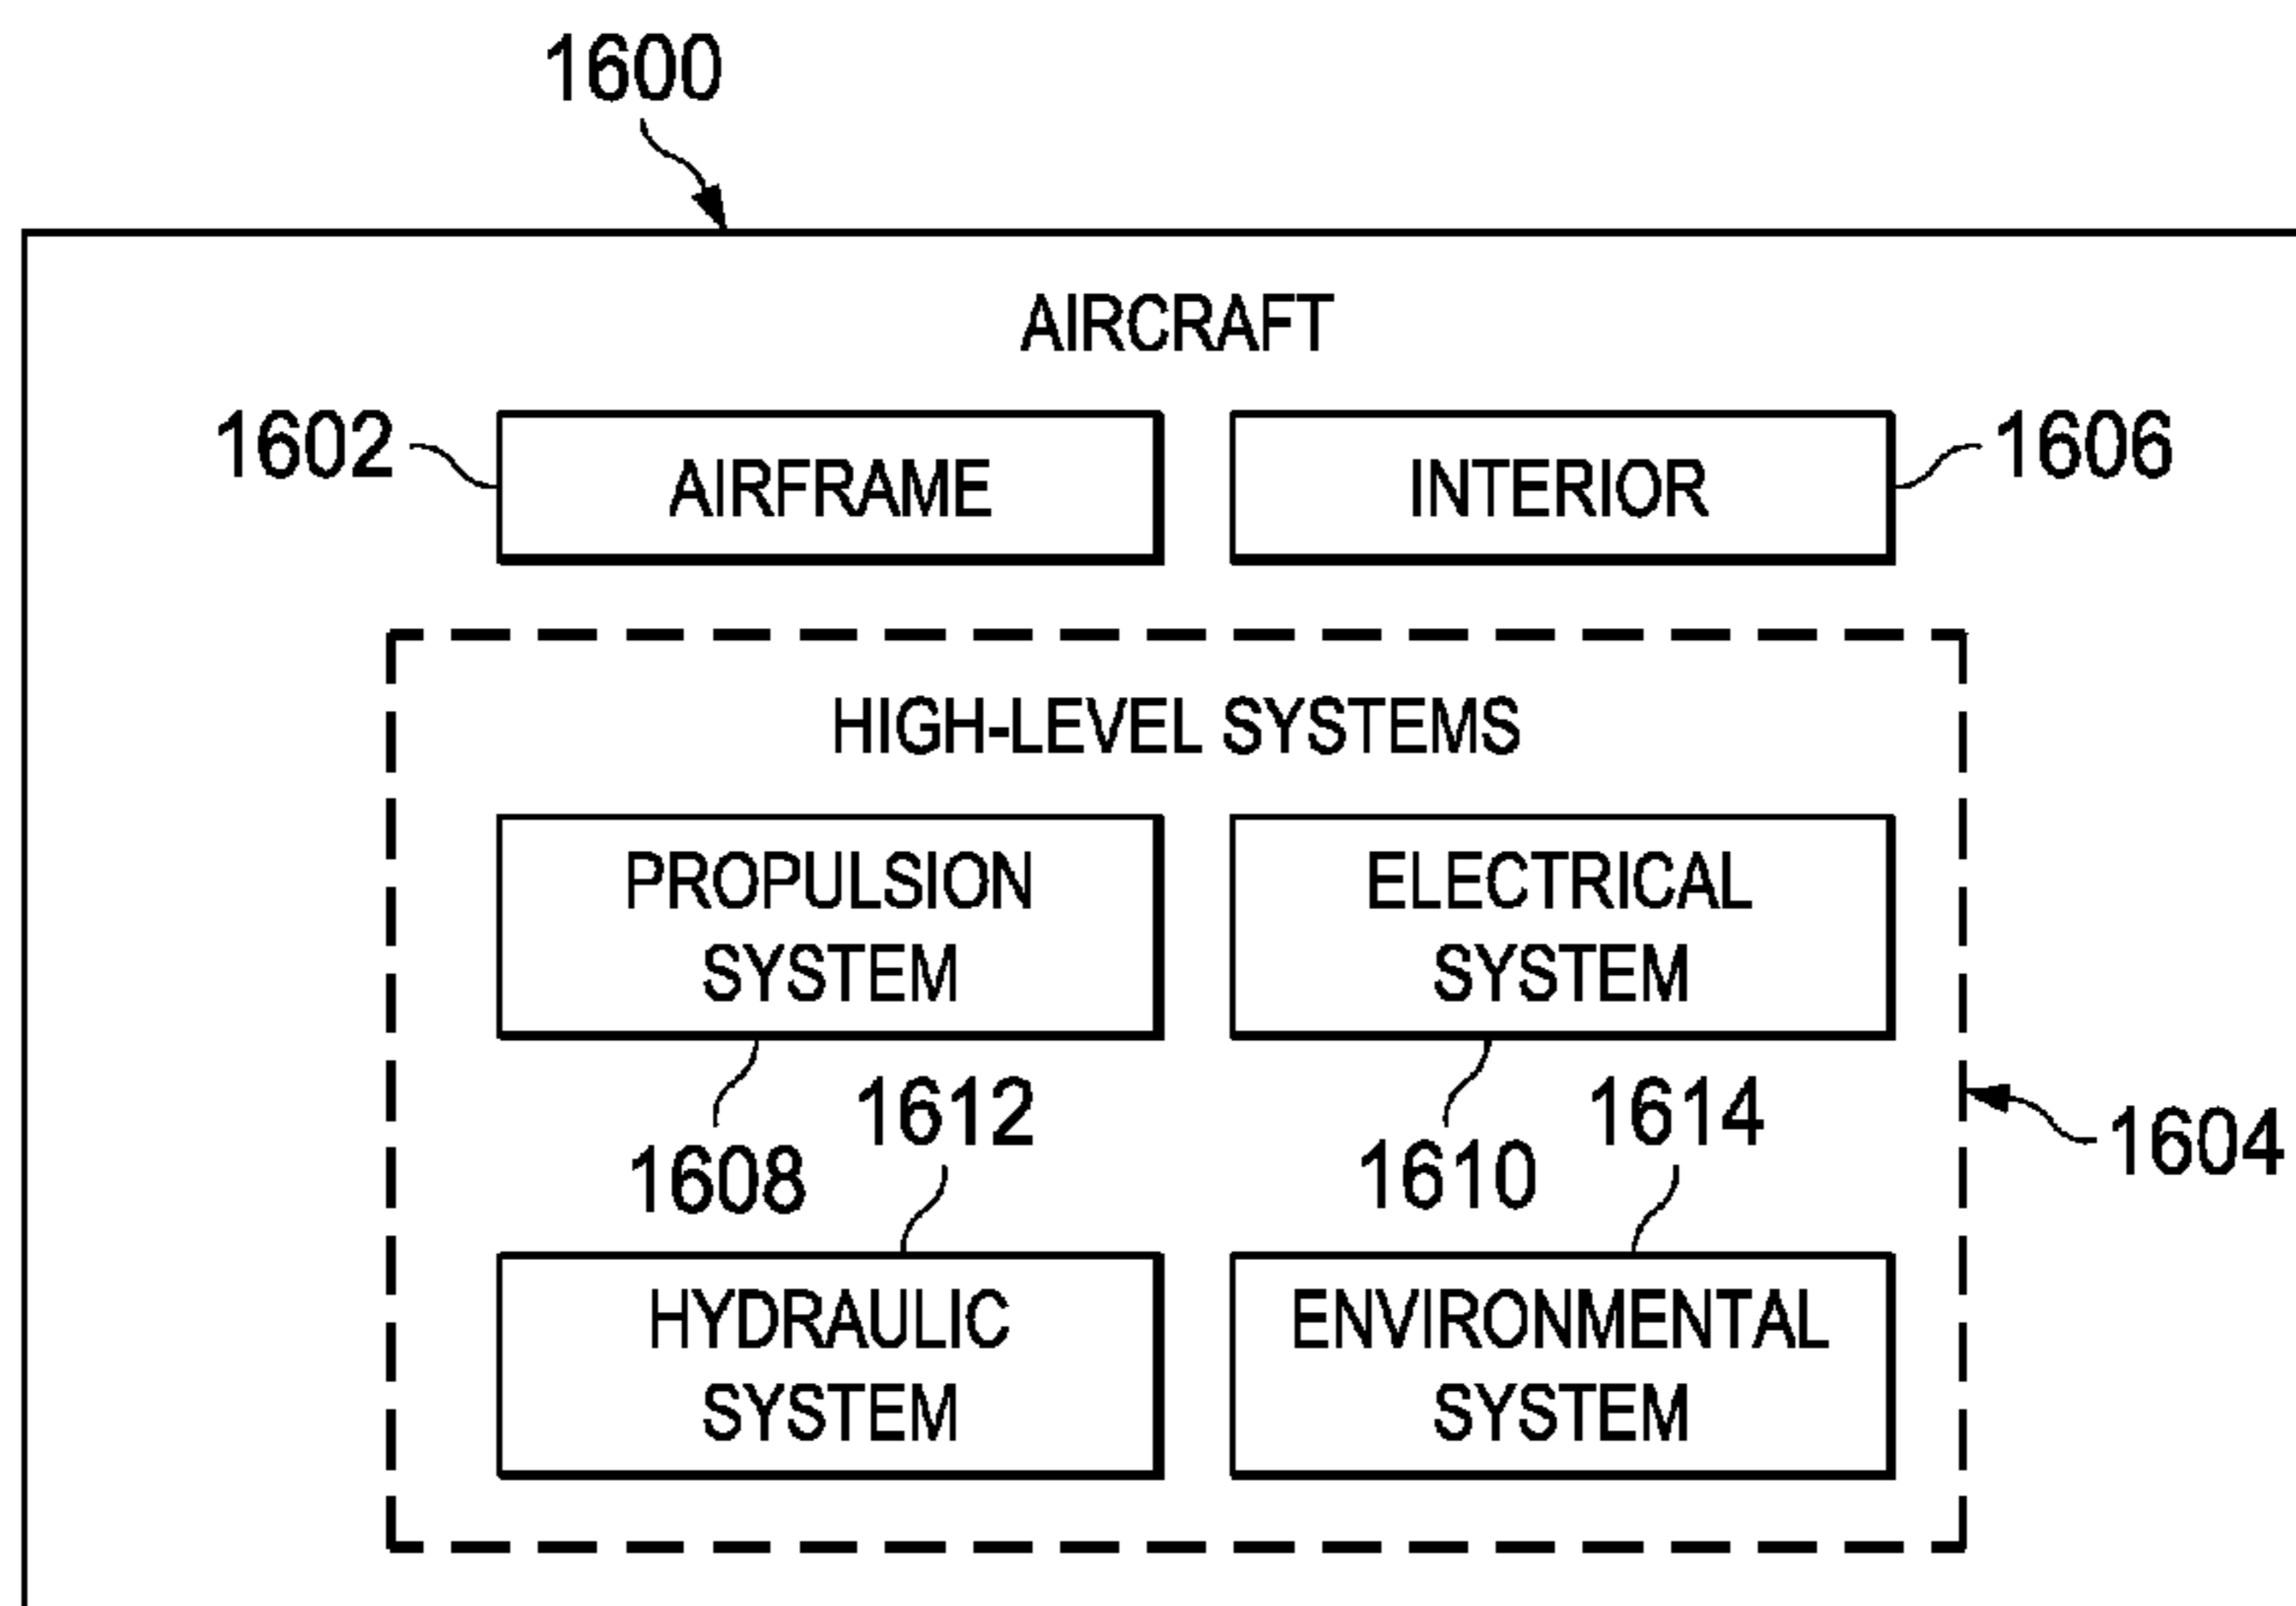 1600
AIRCRAFT
1602
AIRFRAME
INTERIOR
1606
HIGH-LEVEL SYSTEMS
PROPULSION
SYSTEM
ELECTRICAL
SYSTEM
1608
1612
1610
1614
1604
HYDRAULIC
SYSTEM
ENVIRONMENTAL
SYSTEM